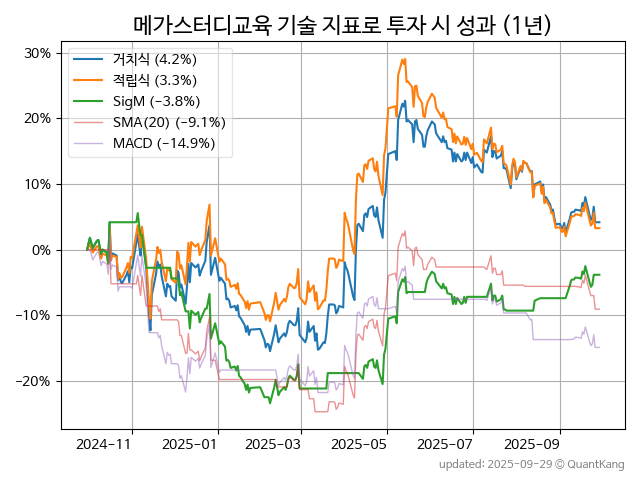 메가스터디교육 기술 지표로 투자 시 성과 (1년)
거치식 (4.2%)
적립식 (3.3%)
SigM (−3.8%)
SMA(20) (−9.1%)
MACD (−14.9%)
30%
20%
10%
0%
−10%
−20%
2024-11
2025-01
2025-03
2025-05
2025-07
2025-09
updated: 2025-09-29 © QuantKang